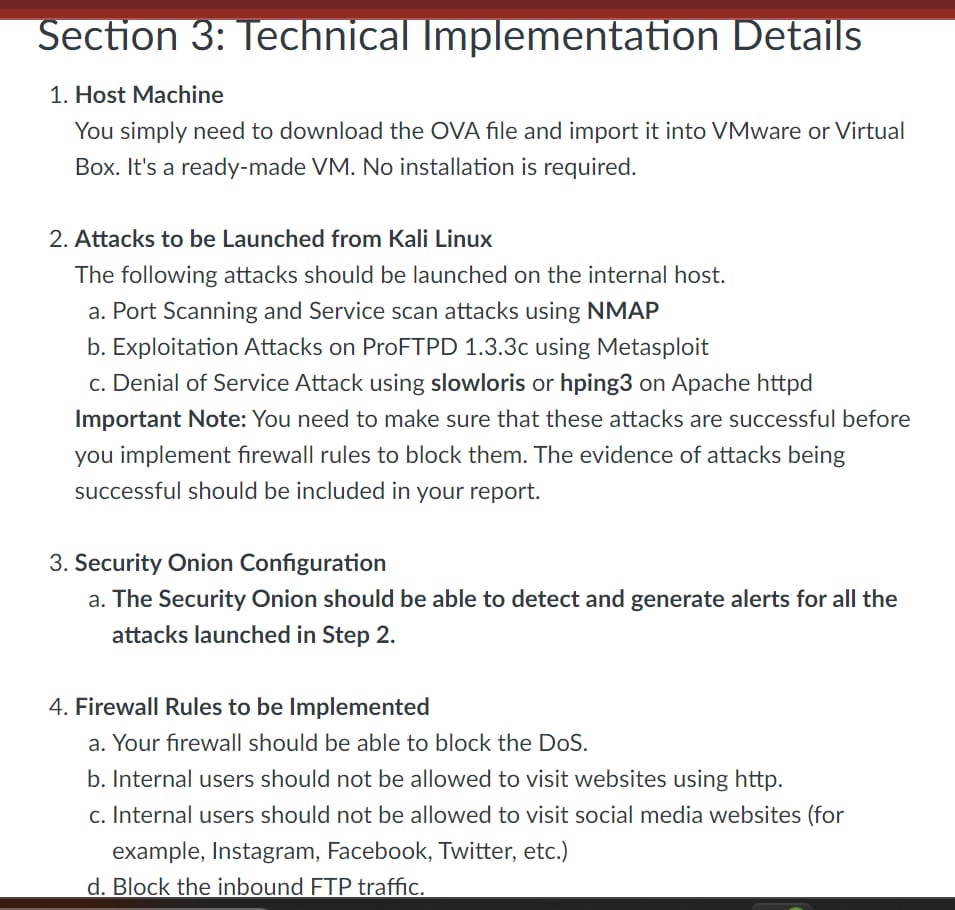 Section 3: Technical Implementation Details
1. Host Machine
You simply need to download the OVA file and import it into VMware or Virtual
Box. It's a ready-made VM. No installation is required.
2. Attacks to be Launched from Kali Linux
The following attacks should be launched on the internal host.
a. Port Scanning and Service scan attacks using NMAP
b. Exploitation Attacks on ProFTPD 1.3.3c using Metasploit
c. Denial of Service Attack using slowloris or hping3 on Apache httpd
Important Note: You need to make sure that these attacks are successful before
you implement firewall rules to block them. The evidence of attacks being
successful should be included in your report.
3. Security Onion Configuration
a. The Security Onion should be able to detect and generate alerts for all the
attacks launched in Step 2.
4. Firewall Rules to be Implemented
a. Your firewall should be able to block the DoS.
b. Internal users should not be allowed to visit websites using http.
c. Internal users should not be allowed to visit social media websites (for
example, Instagram, Facebook, Twitter, etc.)
d. Block the inbound FTP traffic.